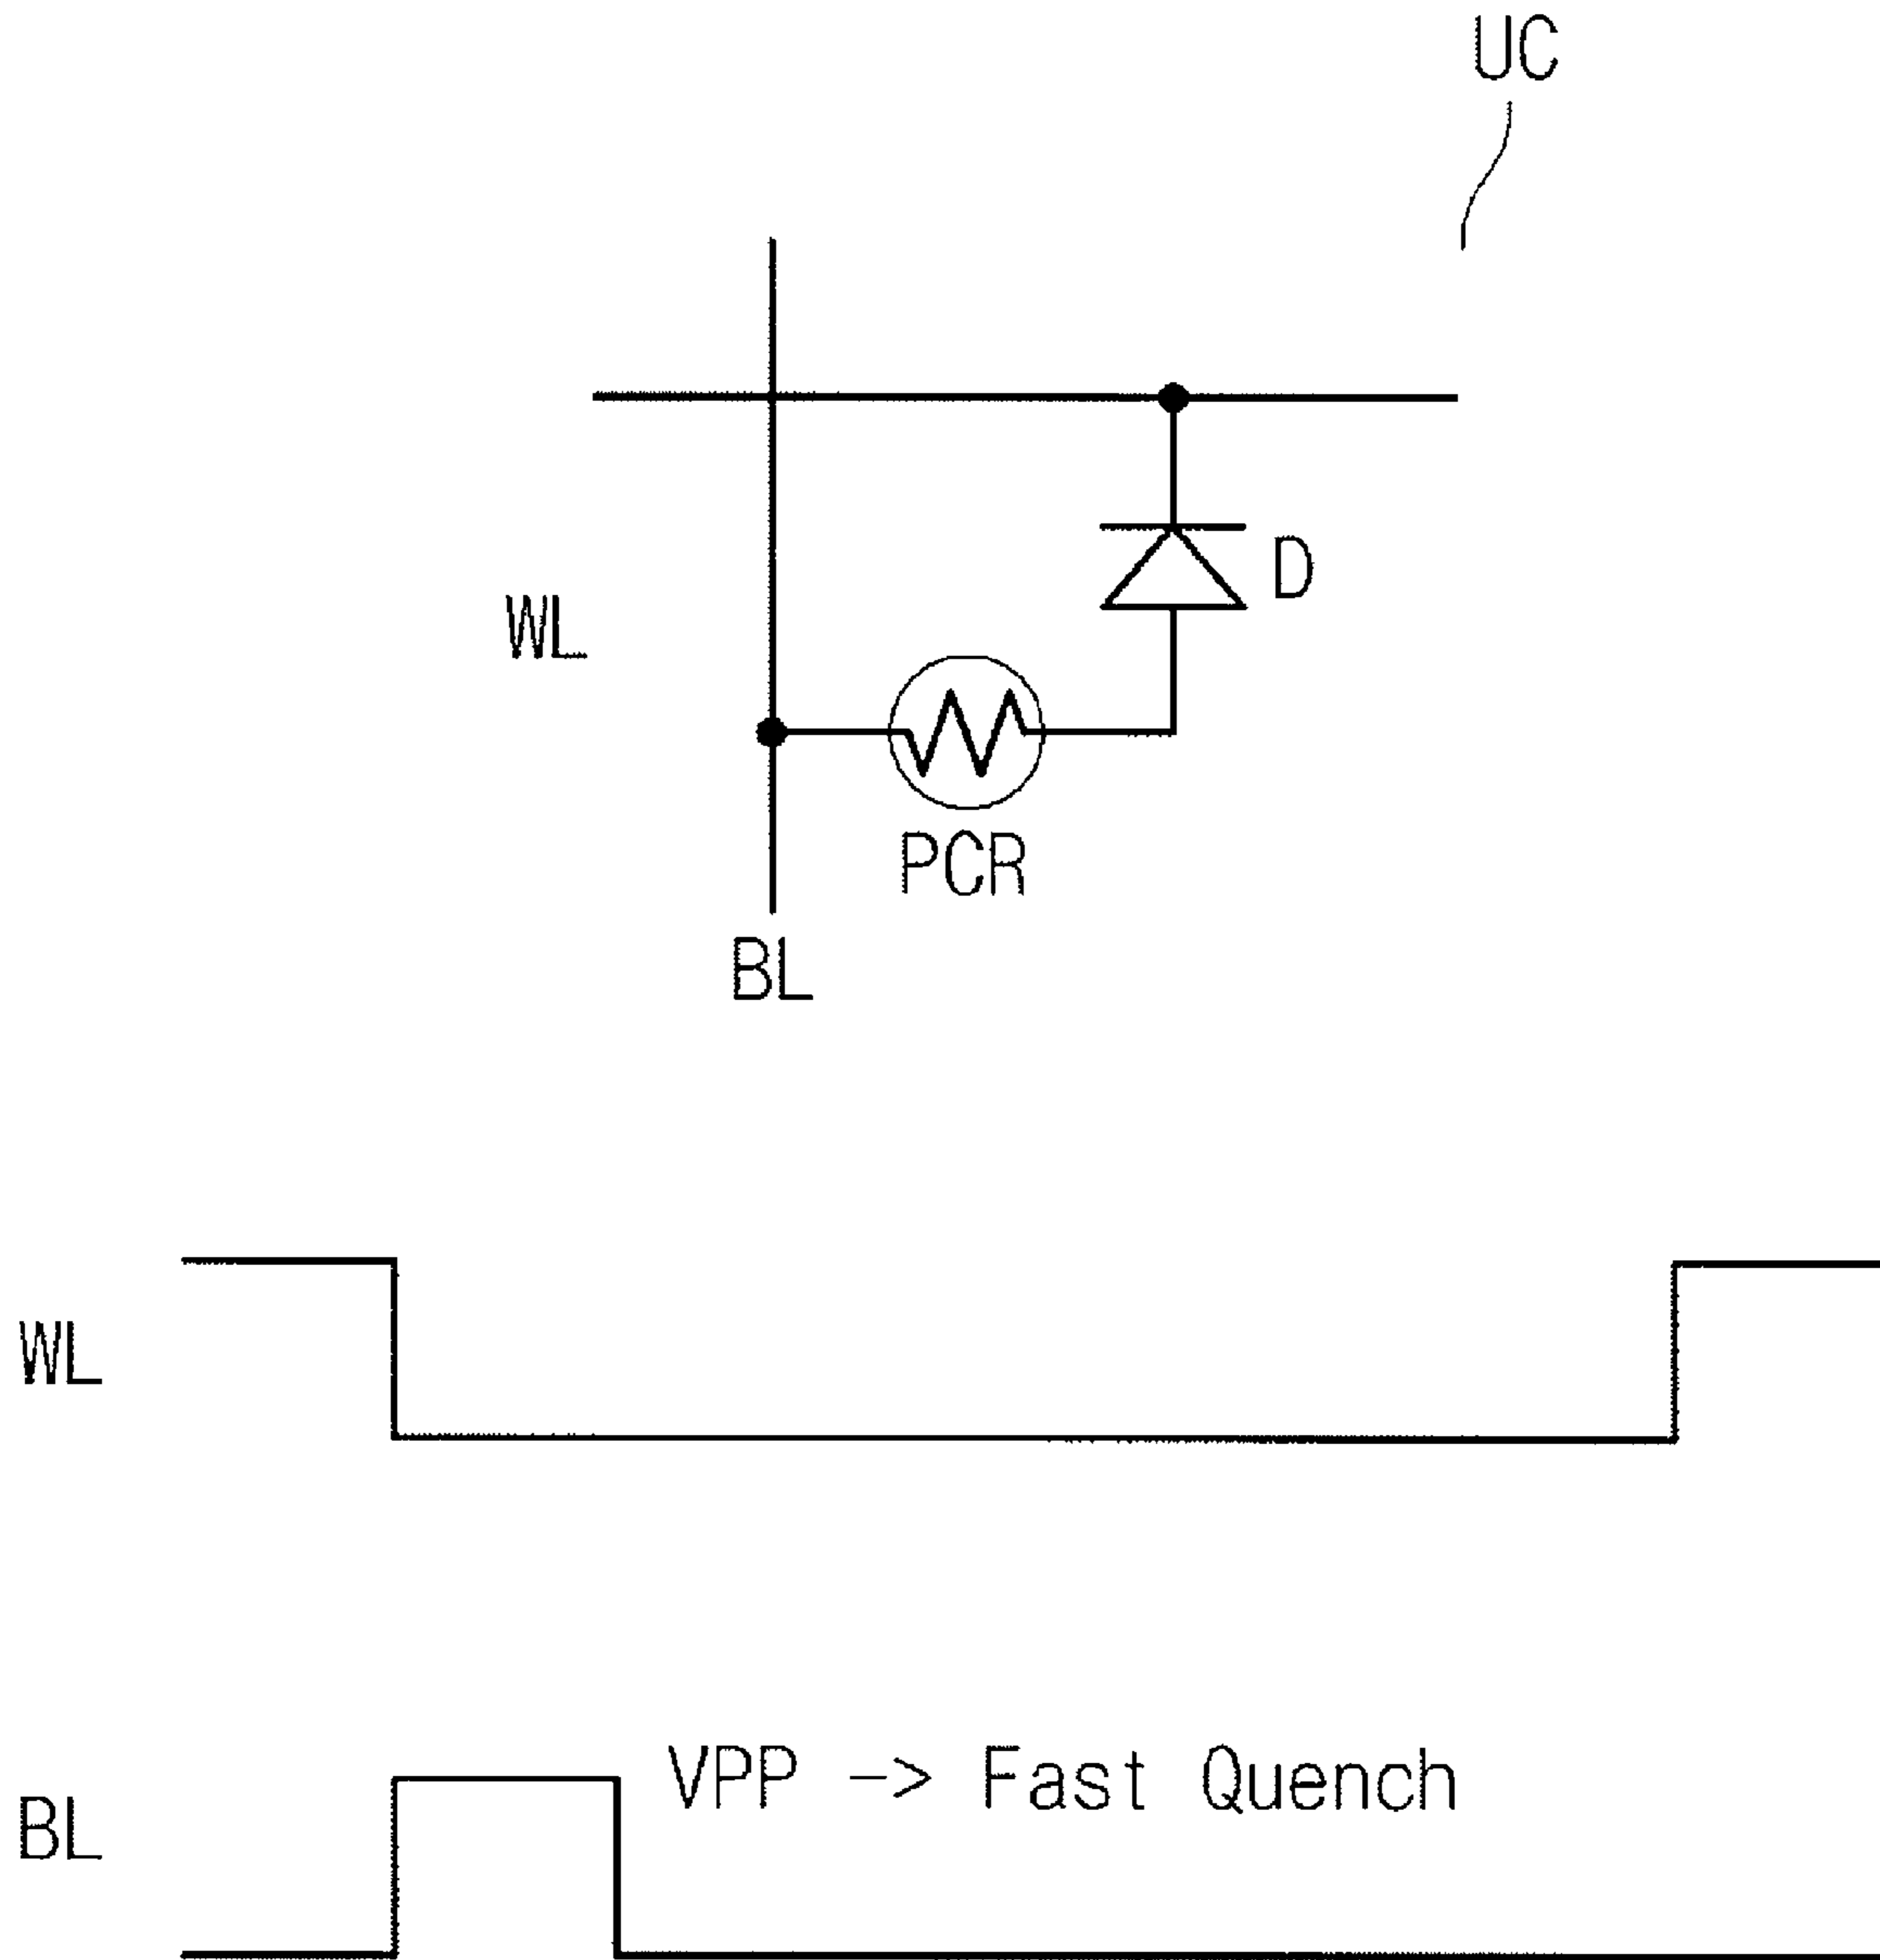 UC
D
WL
PCR
BL
WL
VPP -> Fast Quench
BL